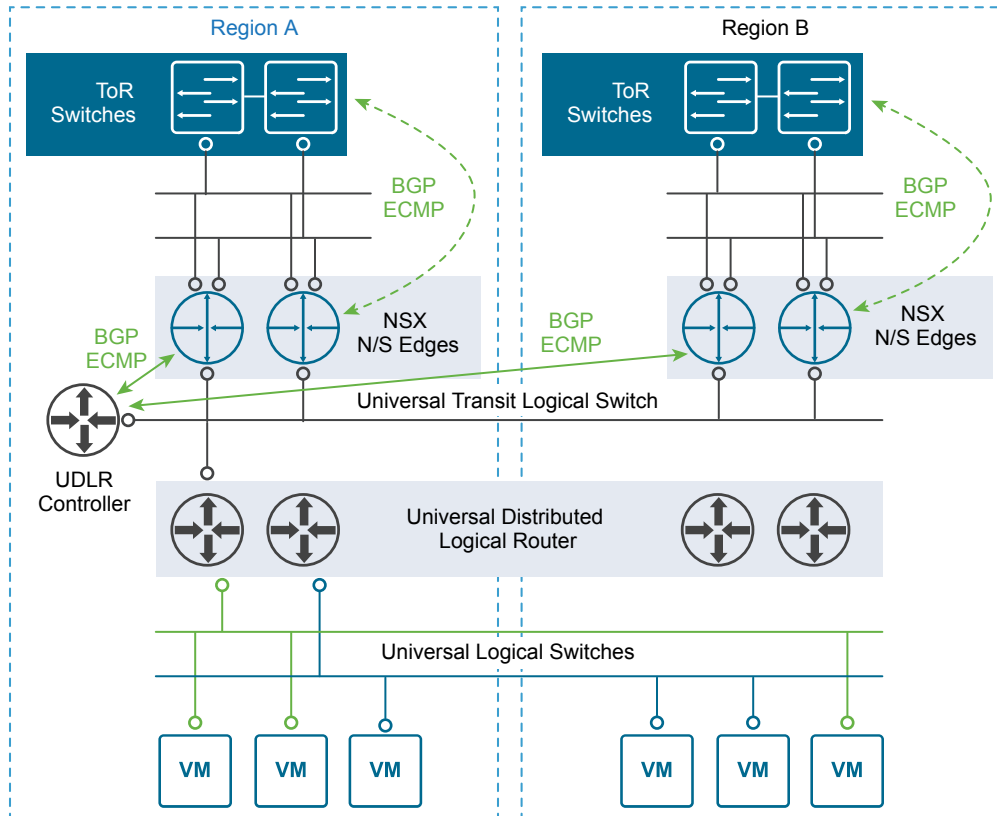 Region A
Region B
ToR
Switches
ToR
Switches
BGP
ECMP
BGP
ECMP
NSX
N/S Edges
NSX
N/S Edges
BGP
ECMP
BGP
ECMP
Universal Transit Logical Switch
UDLR
Controller
Universal Distributed
Logical Router
Universal Logical Switches
VM
VM
VM
VM
VM
VM